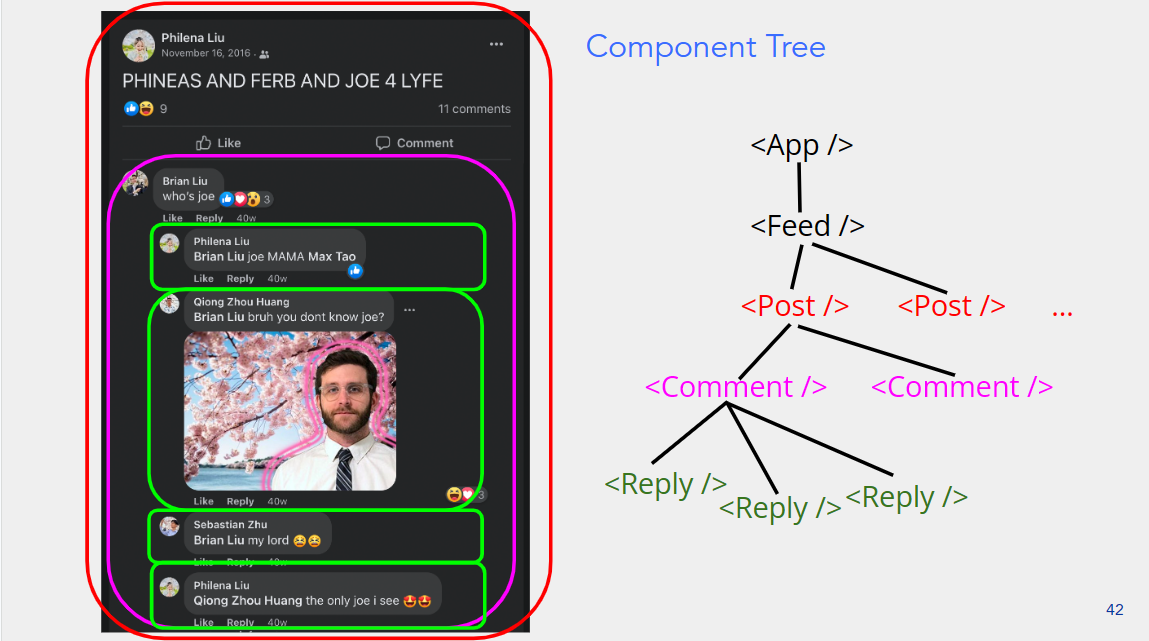 Philena Liu
November 16, 2016 ·
PHINEAS AND FERB AND JOE 4 LYFE
9
11 comments
Like
Comment
Brian Liu
who's joe
3
Like Reply 40w
Philena Liu
Brian Liu joe MAMA Max Tao
Like Reply 40w
Qiong Zhou Huang
Brian Liu bruh you dont know joe?
Like Reply 40w
3
Sebastian Zhu
Brian Liu my lord 😆😆
Like Reply 40w
Philena Liu
Qiong Zhou Huang the only joe i see 🤩🤩
Like Reply 40w
Component Tree
<App />
<Feed />
<Post />
<Post />
...
<Comment />
<Comment />
<Reply />
<Reply />
<Reply />
42